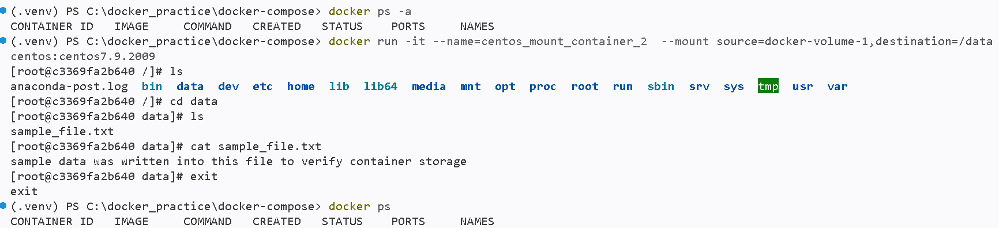 (.venv) PS C:\docker_practice\docker-compose> docker ps -a
CONTAINER ID   IMAGE     COMMAND   CREATED   STATUS    PORTS     NAMES
(.venv) PS C:\docker_practice\docker-compose> docker run -it --name=centos_mount_container_2  --mount source=docker-volume-1,destination=/data
centos:centos7.9.2009
[root@c3369fa2b640 /]# ls
anaconda-post.log  bin  data  dev  etc  home  lib  lib64  media  mnt  opt  proc  root  run  sbin  srv  sys  tmp  usr  var
[root@c3369fa2b640 /]# cd data
[root@c3369fa2b640 data]# ls
sample_file.txt
[root@c3369fa2b640 data]# cat sample_file.txt
sample data was written into this file to verify container storage
[root@c3369fa2b640 data]# exit
exit
(.venv) PS C:\docker_practice\docker-compose> docker ps
CONTAINER ID   IMAGE     COMMAND   CREATED   STATUS    PORTS     NAMES